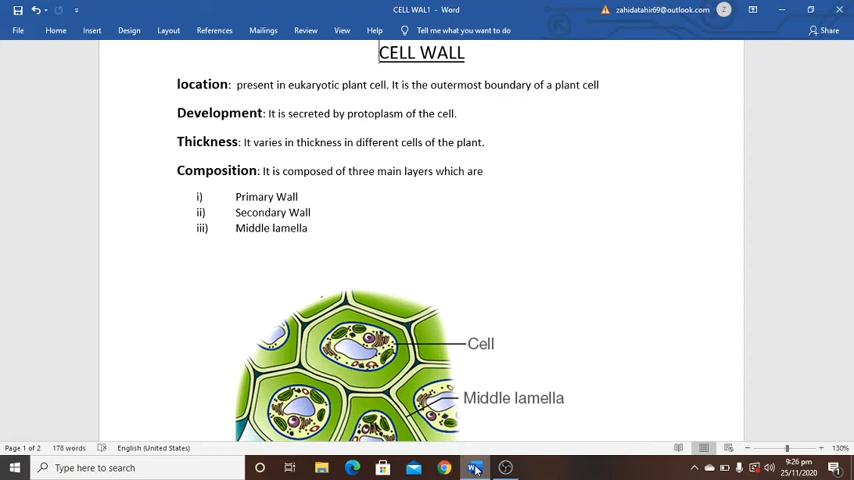 CELL WAL1 - Word
zahidatahir69@outlook.com
Z
File Home Insert Design Layout References Mailings Review View Help Tell me what you want to do Share
CELL WALL
location: present in eukaryotic plant cell. It is the outermost boundary of a plant cell
Development: It is secreted by protoplasm of the cell.
Thickness: It varies in thickness in different cells of the plant.
Composition: It is composed of three main layers which are
i) Primary Wall
ii) Secondary Wall
iii) Middle lamella
Cell
Middle lamella
Page 1 of 2 178 words English (United States) 130%
Type here to search
9:26 pm
25/11/2020